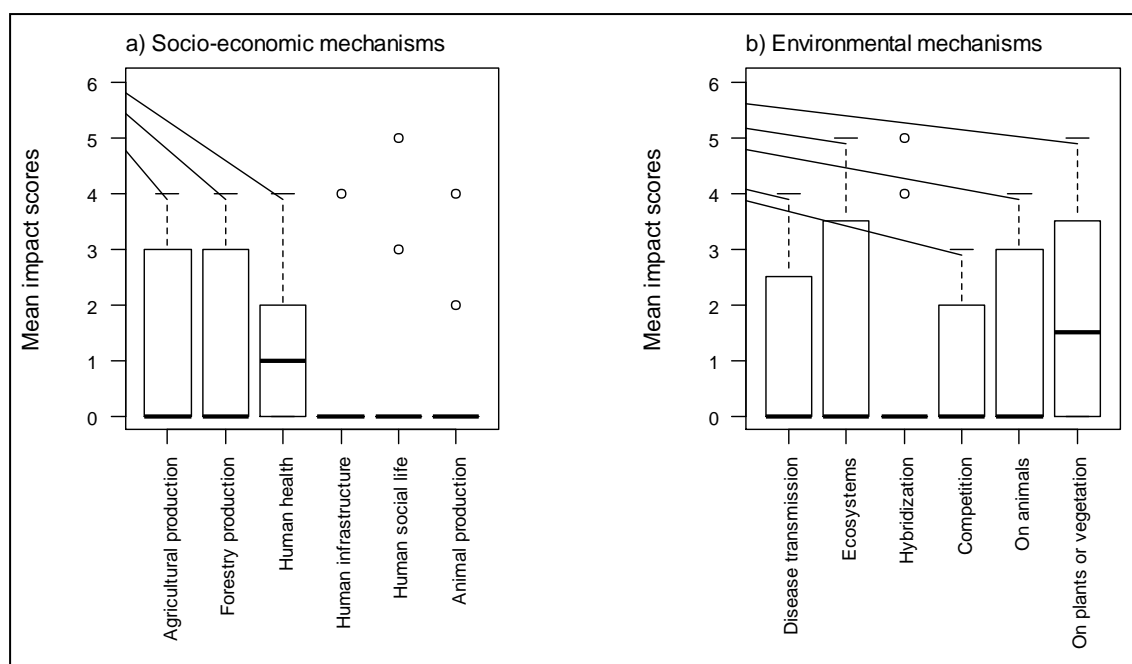 a) Socio-economic mechanisms
Mean impact scores
6
5
4
3
2
1
0
Agricultural production
Forestry production
Human health
Human infrastructure
Human social life
Animal production
b) Environmental mechanisms
Mean impact scores
6
5
4
3
2
1
0
Disease transmission
Ecosystems
Hybridization
Competition
On animals
On plants or vegetation